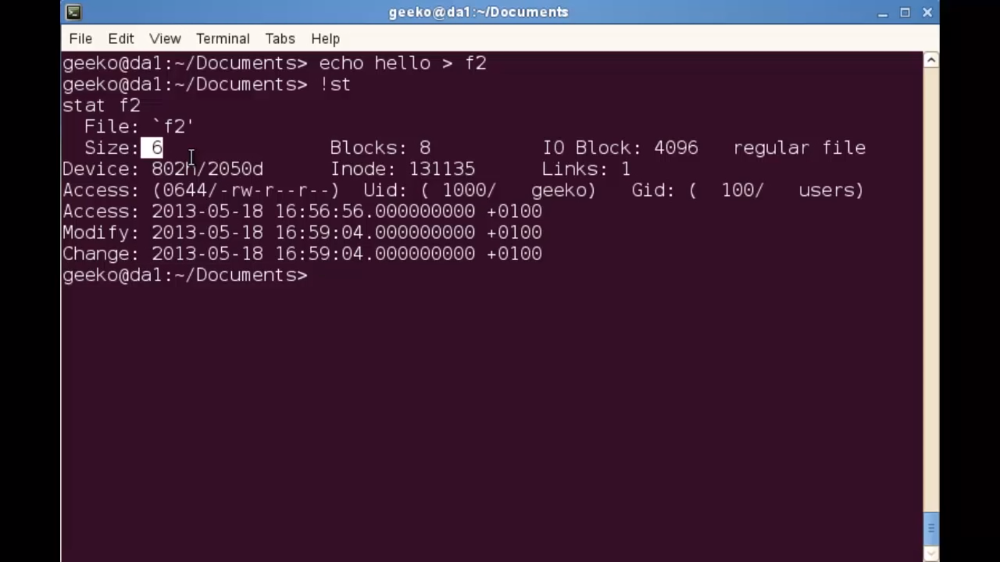 geeko@da1:~/Documents
File Edit View Terminal Tabs Help
geeko@da1:~/Documents> echo hello > f2
geeko@da1:~/Documents> !st
stat f2
  File: `f2'
  Size: 6               Blocks: 8          IO Block: 4096   regular file
Device: 802h/2050d      Inode: 131135      Links: 1
Access: (0644/-rw-r--r--)  Uid: ( 1000/   geeko)   Gid: (  100/   users)
Access: 2013-05-18 16:56:56.000000000 +0100
Modify: 2013-05-18 16:59:04.000000000 +0100
Change: 2013-05-18 16:59:04.000000000 +0100
geeko@da1:~/Documents>